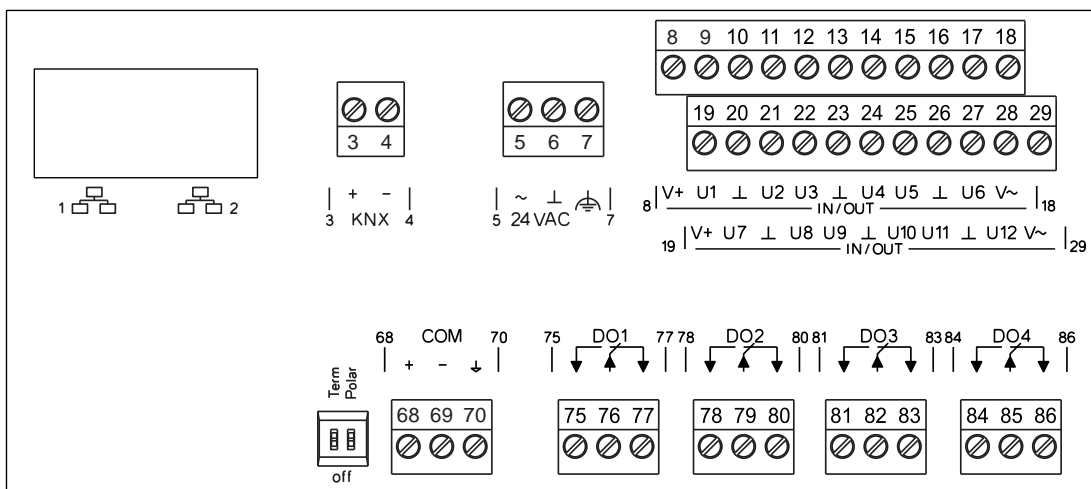 8 9 10 11 12 13 14 15 16 17 18
19 20 21 22 23 24 25 26 27 28 29
3 4
5 6 7
1 2
3 + − 4
KNX
5 ~ ⊥ 7
24 VAC
8 V+ U1 ⊥ U2 U3 ⊥ U4 U5 ⊥ U6 V~ 18
IN/OUT
19 V+ U7 ⊥ U8 U9 ⊥ U10 U11 ⊥ U12 V~ 29
IN/OUT
68 COM 70
+ −
75 DO1 77
78 DO2 80
81 DO3 83
84 DO4 86
Term
Polar
off
68 69 70
75 76 77
78 79 80
81 82 83
84 85 86